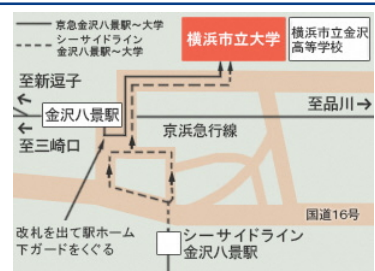 京急金沢八景駅～大学
シーサイドライン
金沢八景駅～大学
横浜市立大学
横浜市立金沢
高等学校
至新逗子
金沢八景駅
至品川
京浜急行線
至三崎口
国道16号
改札を出て駅ホーム
下ガードをくぐる
シーサイドライン
金沢八景駅